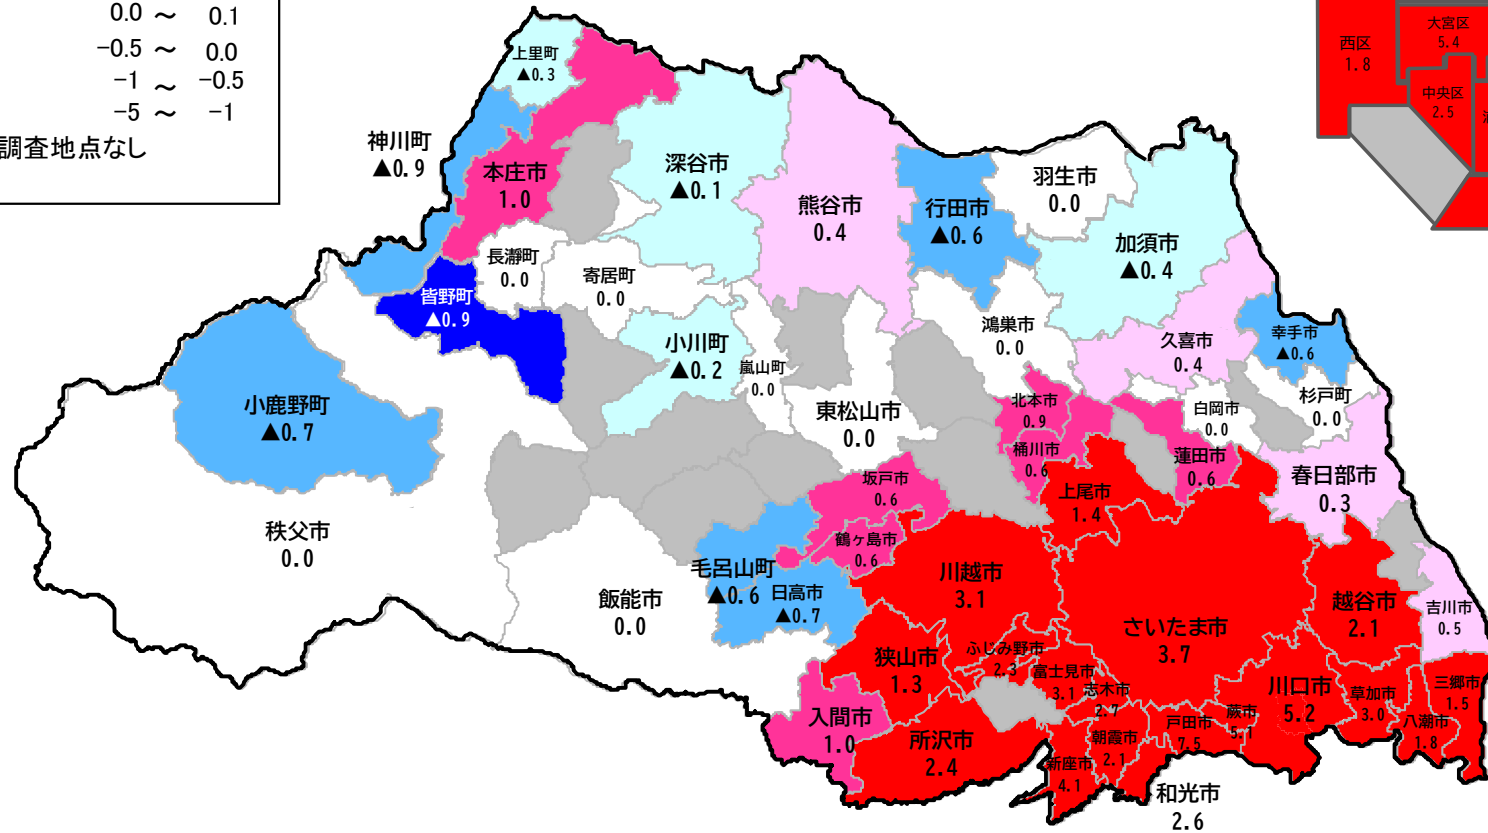 0.0 ～ 0.1
-0.5 ～ 0.0
-1 ～ -0.5
-5 ～ -1
調査地点なし
西区
1.8
大宮区
5.4
中央区
2.5
上里町
▲0.3
神川町
▲0.9
本庄市
1.0
深谷市
▲0.1
熊谷市
0.4
行田市
▲0.6
羽生市
0.0
加須市
▲0.4
長瀞町
0.0
寄居町
0.0
皆野町
▲0.9
小川町
▲0.2
嵐山町
0.0
鴻巣市
0.0
久喜市
0.4
幸手市
▲0.6
小鹿野町
▲0.7
東松山市
0.0
北本市
0.9
白岡市
0.0
杉戸町
0.0
桶川市
0.6
蓮田市
0.6
春日部市
0.3
坂戸市
0.6
上尾市
1.4
秩父市
0.0
鶴ヶ島市
0.6
毛呂山町
▲0.6
日高市
▲0.7
川越市
3.1
飯能市
0.0
越谷市
2.1
吉川市
0.5
さいたま市
3.7
狭山市
1.3
ふじみ野市
2.3
富士見市
3.1
志木市
2.7
川口市
5.2
草加市
3.0
三郷市
1.5
入間市
1.0
所沢市
2.4
朝霞市
2.1
戸田市
7.5
蕨市
5.1
八潮市
1.8
新座市
4.1
和光市
2.6